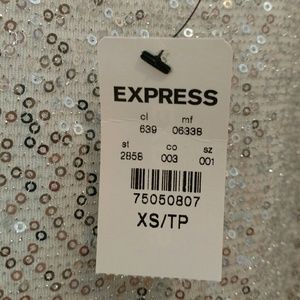 EXPRESS
cl mf
639 06338
st co sz
2858 003 001
75050807
XS/TP